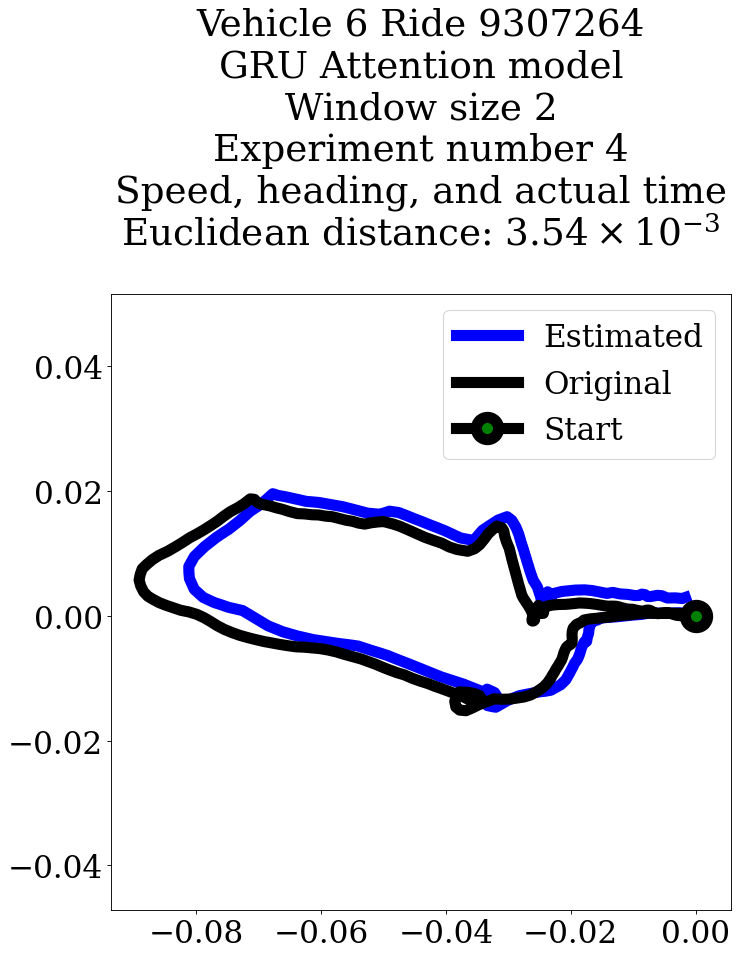 Vehicle 6 Ride 9307264
GRU Attention model
Window size 2
Experiment number 4
Speed, heading, and actual time
Euclidean distance: 3.54 × 10⁻³
Estimated
Original
Start
0.04
0.02
0.00
−0.02
−0.04
−0.08 −0.06 −0.04 −0.02 0.00